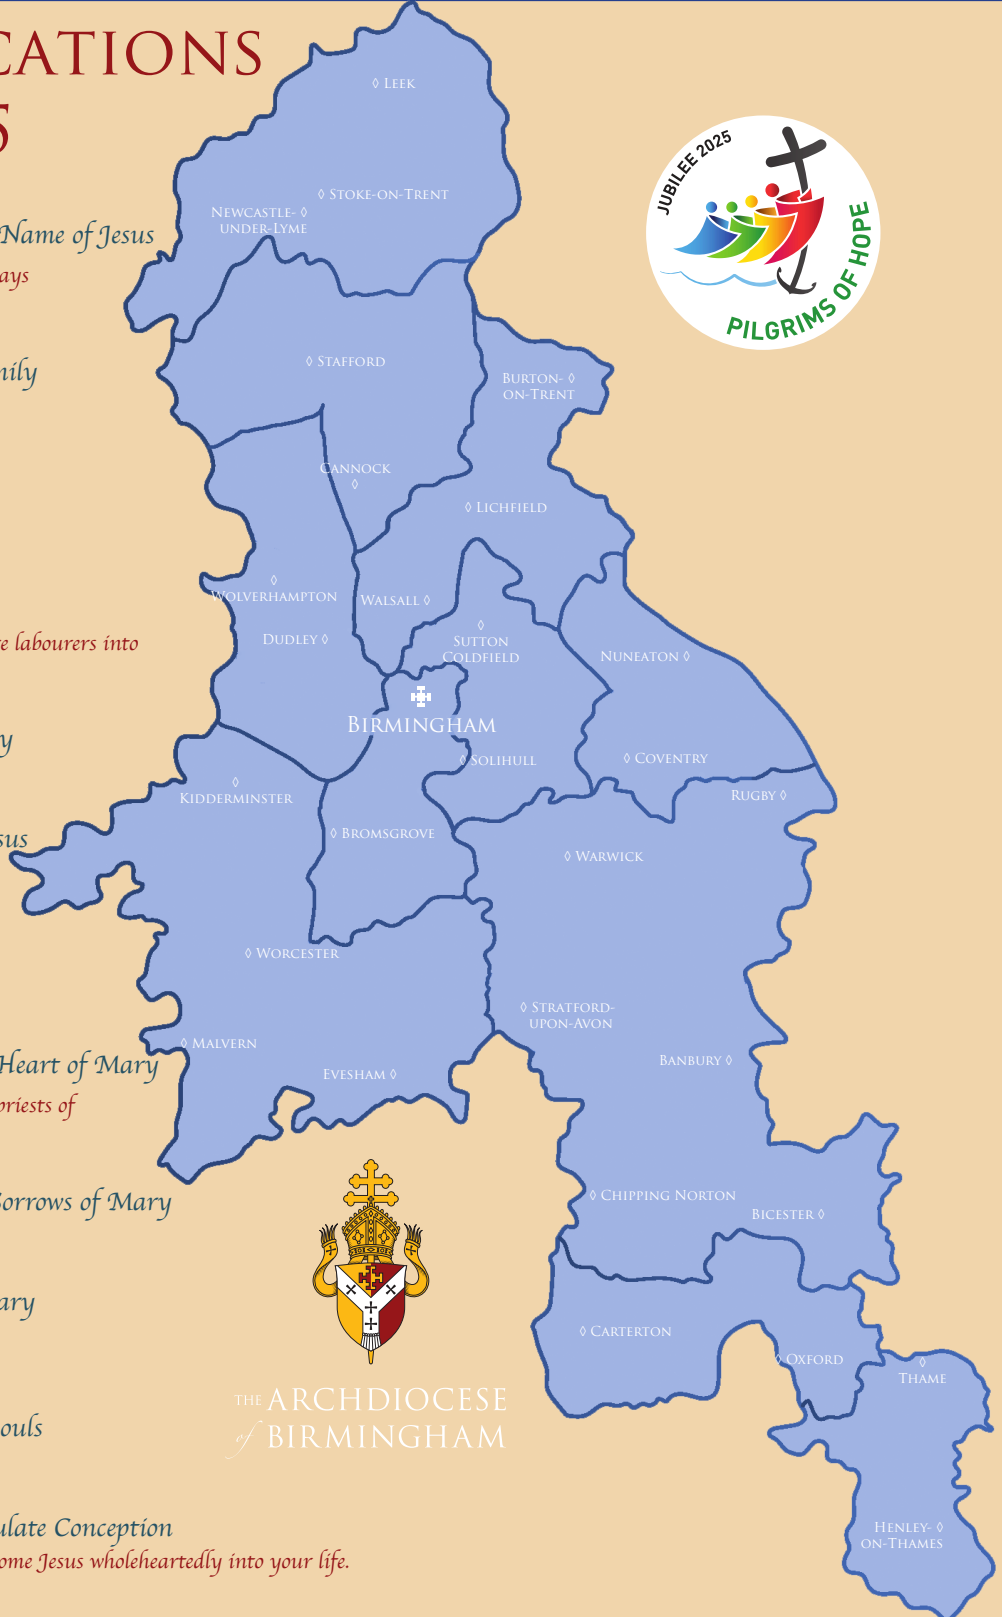 CATIONS
S
Name of Jesus
ays
mily
e labourers into
y
sus
Heart of Mary
priests of
Sorrows of Mary
ary
ouls
ulate Conception
ome Jesus wholeheartedly into your life.
JUBILEE 2025
PILGRIMS OF HOPE
◊ LEEK
◊ STOKE-ON-TRENT
NEWCASTLE- ◊
UNDER-LYME
◊ STAFFORD
BURTON- ◊
ON-TRENT
CANNOCK
◊
◊ LICHFIELD
◊
WOLVERHAMPTON
WALSALL ◊
DUDLEY ◊
◊
SUTTON
COLDFIELD
NUNEATON ◊
BIRMINGHAM
◊ SOLIHULL
◊ COVENTRY
◊
KIDDERMINSTER
RUGBY ◊
◊ BROMSGROVE
◊ WARWICK
◊ WORCESTER
◊ STRATFORD-
UPON-AVON
◊ MALVERN
BANBURY ◊
EVESHAM ◊
◊ CHIPPING NORTON
BICESTER ◊
◊ CARTERTON
◊ OXFORD
◊
THAME
HENLEY- ◊
ON-THAMES
THE ARCHDIOCESE
of BIRMINGHAM